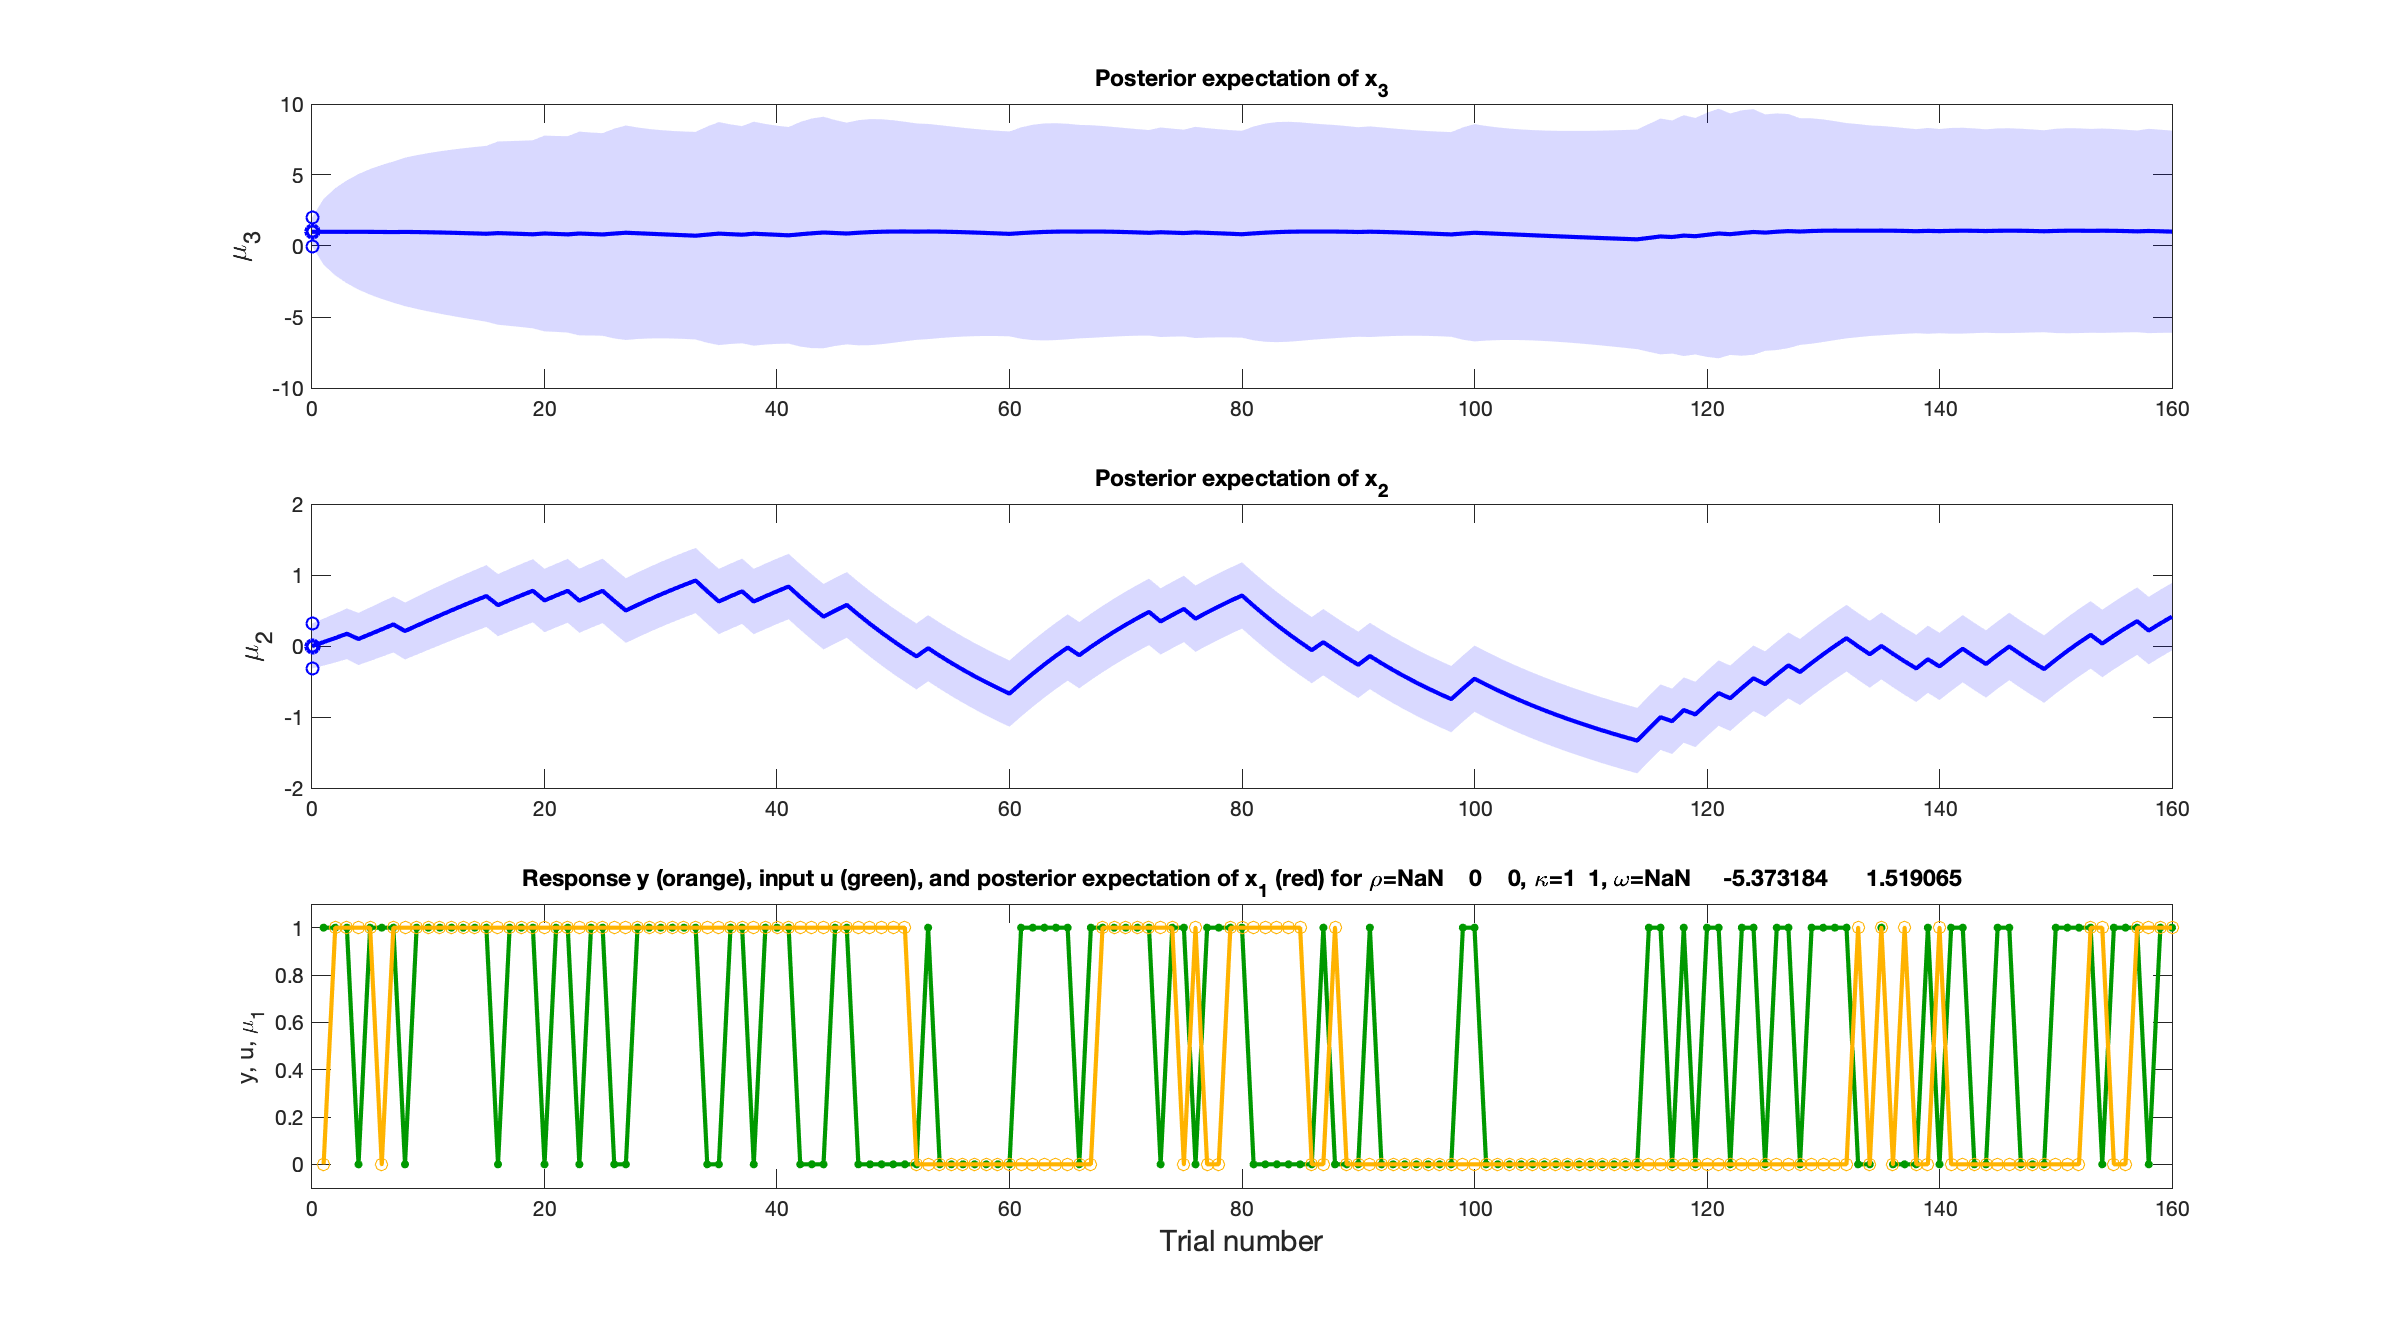 Posterior expectation of x3
10
5
0
-5
-10
μ3
0 20 40 60 80 100 120 140 160
Posterior expectation of x2
2
1
0
-1
-2
μ2
0 20 40 60 80 100 120 140 160
Response y (orange), input u (green), and posterior expectation of x1 (red) for ρ=NaN 0 0, κ=1 1, ω=NaN -5.373184 1.519065
1
0.8
0.6
0.4
0.2
0
y, u, μ1
0 20 40 60 80 100 120 140 160
Trial number